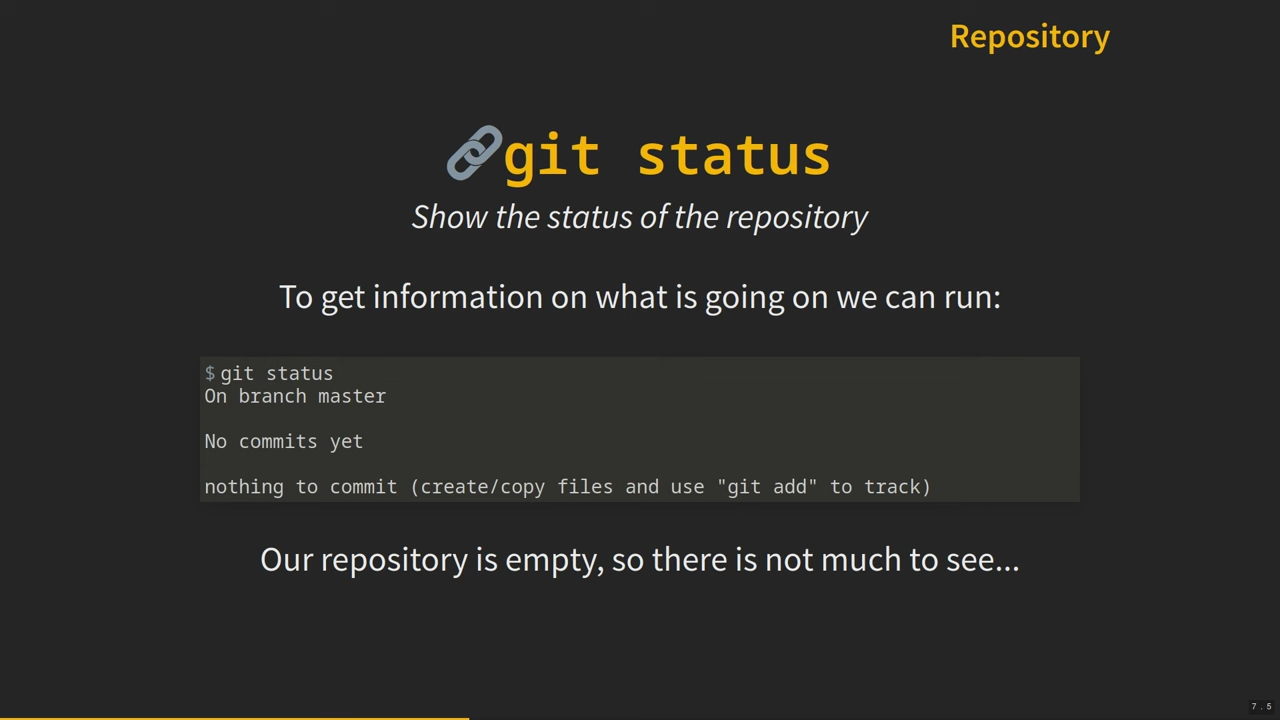 Repository
git status
Show the status of the repository
To get information on what is going on we can run:
$ git status
On branch master
No commits yet
nothing to commit (create/copy files and use "git add" to track)
Our repository is empty, so there is not much to see...
7.5